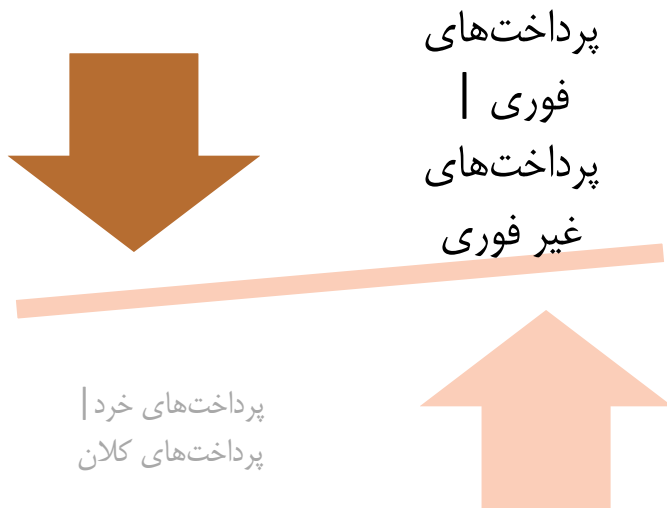 پرداخت‌های
فوری |
پرداخت‌های
غیر فوری
پرداخت‌های خرد|
پرداخت‌های کلان